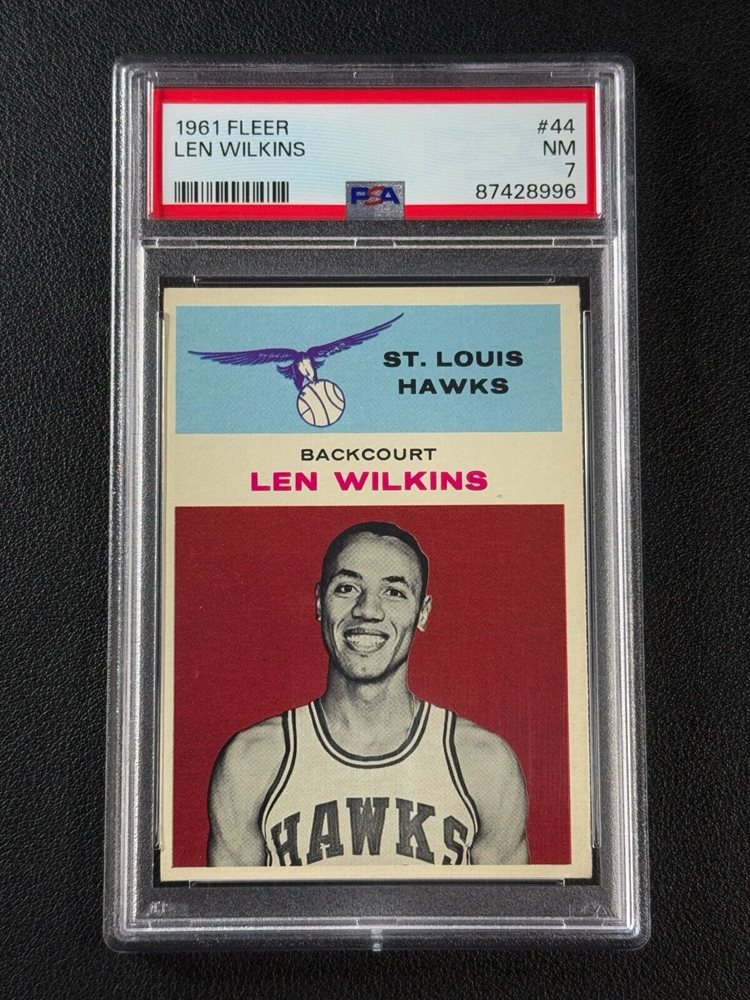 1961 FLEER #44
LEN WILKINS NM
7
PSA 87428996
ST. LOUIS
HAWKS
BACKCOURT
LEN WILKINS
HAWKS